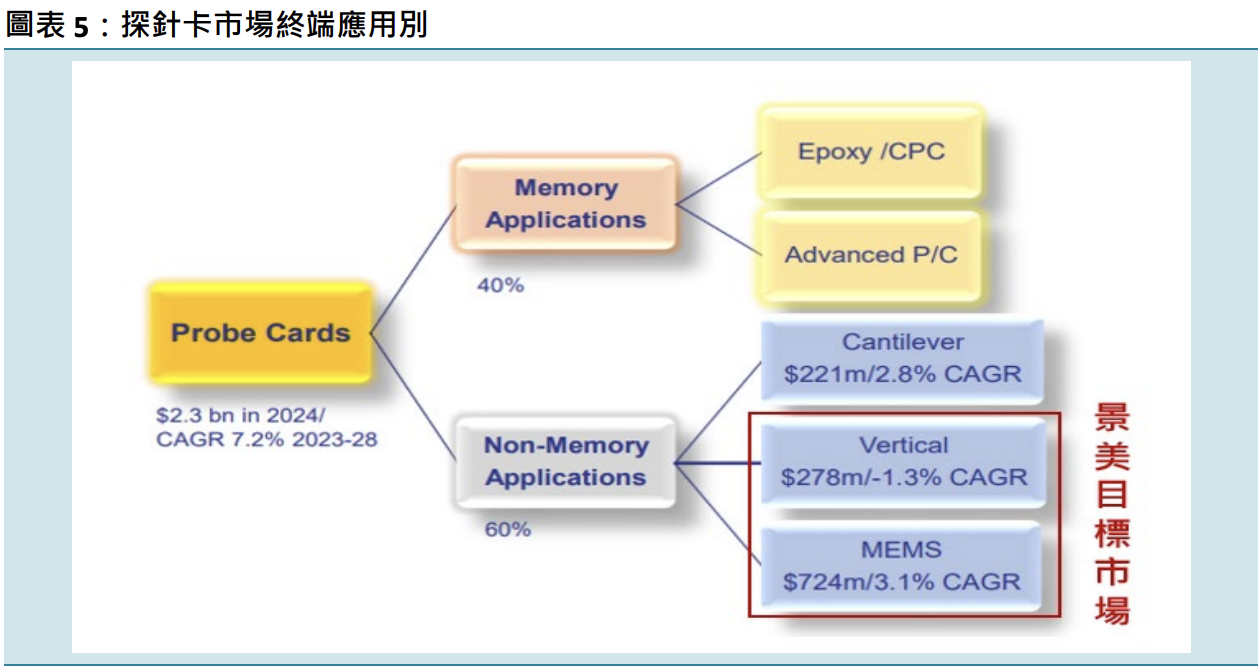 圖表 5：探針卡市場終端應用別
Probe Cards
$2.3 bn in 2024/
CAGR 7.2% 2023-28
Memory
Applications
40%
Epoxy /CPC
Advanced P/C
Non-Memory
Applications
60%
Cantilever
$221m/2.8% CAGR
Vertical
$278m/-1.3% CAGR
MEMS
$724m/3.1% CAGR
景美目標市場